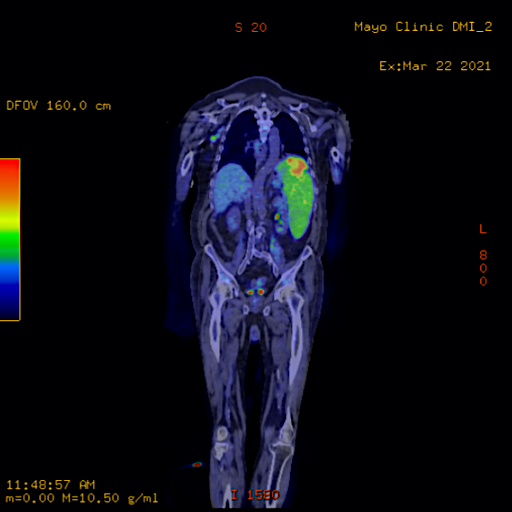 S 20
Mayo Clinic DMI_2
Ex:Mar 22 2021
DFOV 160.0 cm
L
8
0
0
11:48:57 AM
m=0.00 M=10.50 g/ml
I 1580